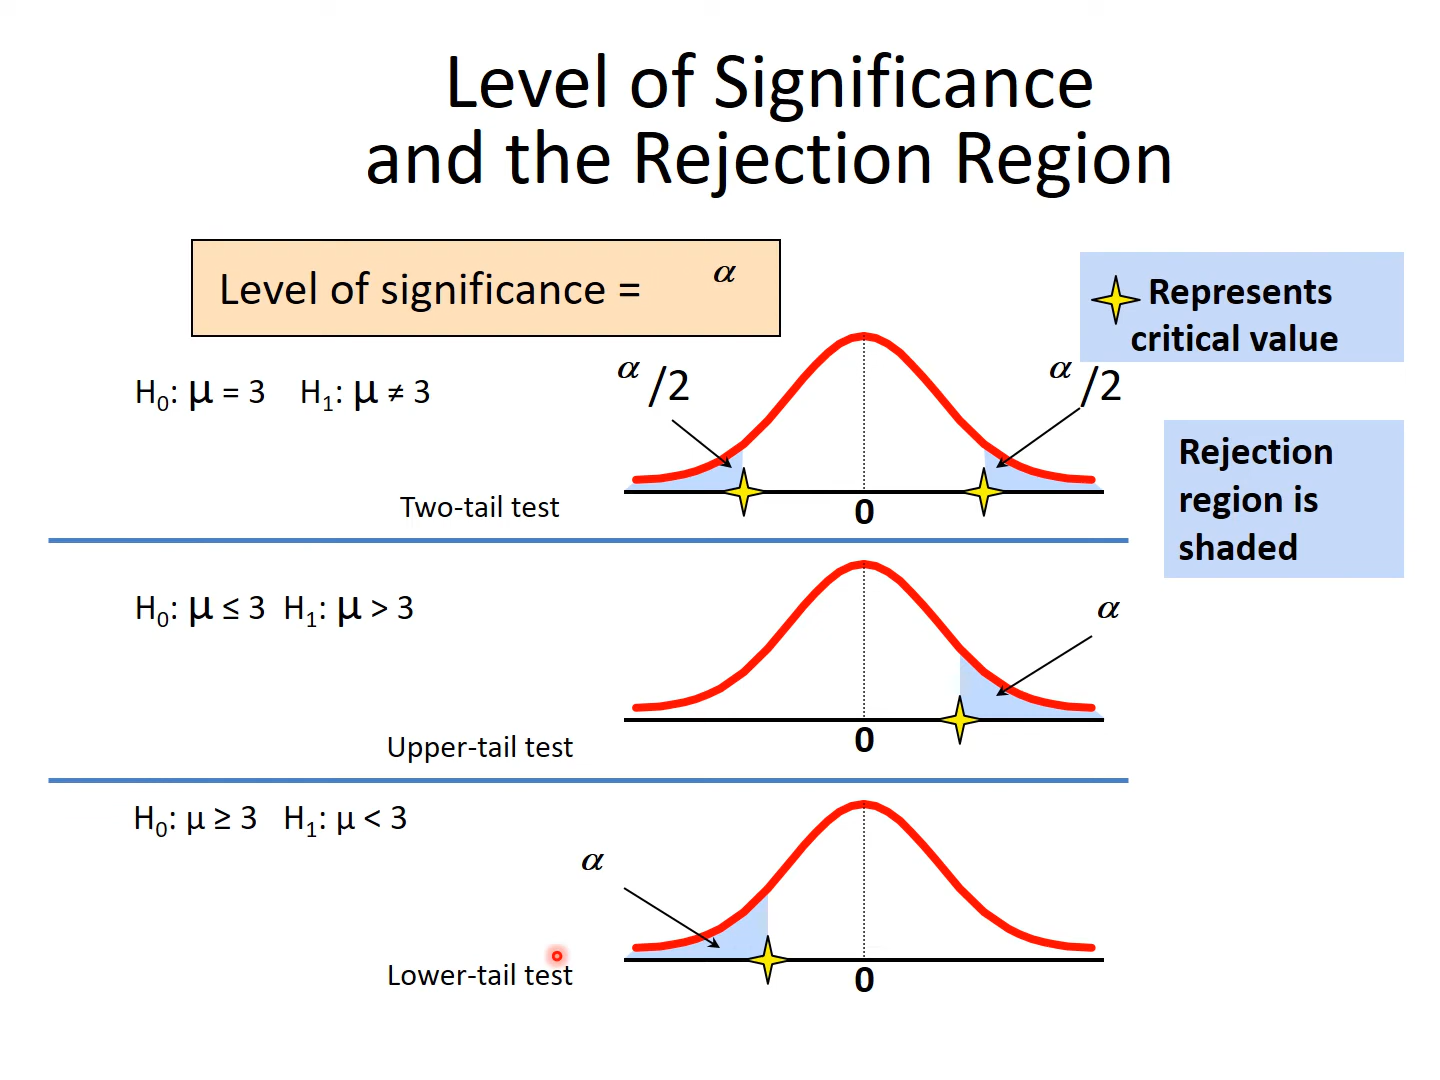 Level of Significance
and the Rejection Region
Level of significance = α
Represents
critical value
H₀: μ = 3 H₁: μ ≠ 3
α /2
α /2
Rejection
region is
shaded
Two-tail test
0
H₀: μ ≤ 3 H₁: μ > 3
α
Upper-tail test
0
H₀: μ ≥ 3 H₁: μ < 3
α
Lower-tail test
0